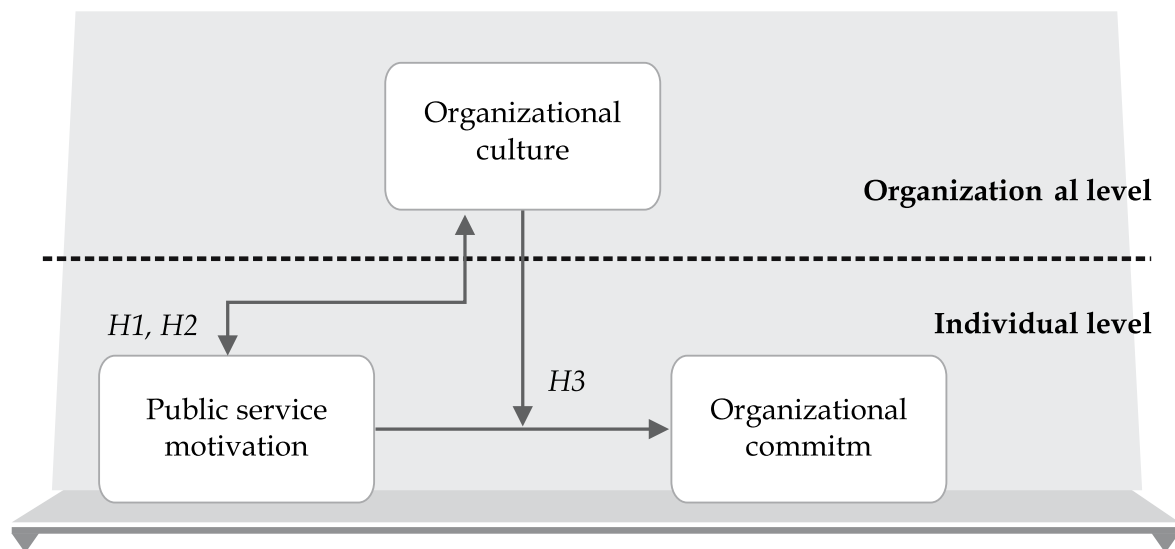 Organizational
culture
Organization al level
H1, H2
Individual level
H3
Public service
motivation
Organizational
commitm